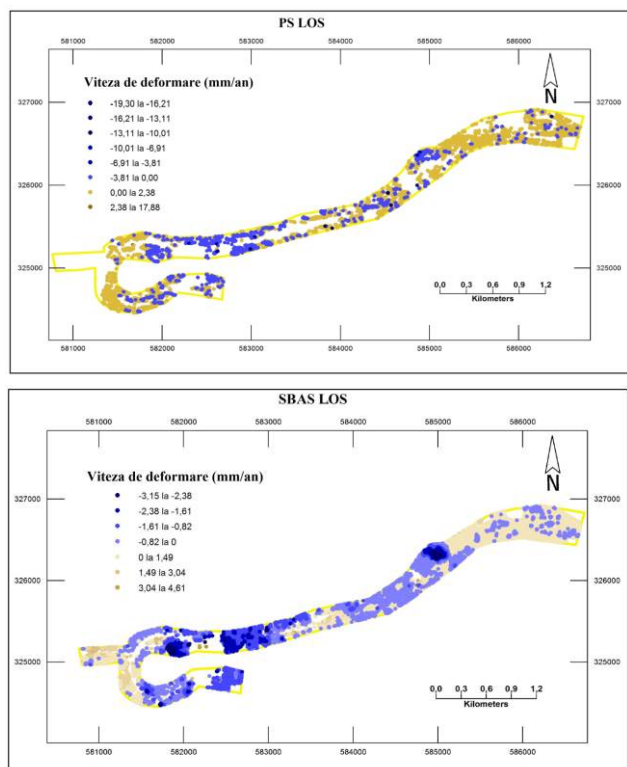 PS LOS
581000 582000 583000 584000 585000 586000
Viteza de deformare (mm/an)
-19,30 la -16,21
-16,21 la -13,11
-13,11 la -10,01
-10,01 la -6,91
-6,91 la -3,81
-3,81 la 0,00
0,00 la 2,38
2,38 la 17,88
N
327000 327000
326000 326000
325000 325000
0,0 0,3 0,6 0,9 1,2
Kilometers
581000 582000 583000 584000 585000 586000
SBAS LOS
581000 582000 583000 584000 585000 586000
Viteza de deformare (mm/an)
-3,15 la -2,38
-2,38 la -1,61
-1,61 la -0,82
-0,82 la 0
0 la 1,49
1,49 la 3,04
3,04 la 4,61
N
327000 327000
326000 326000
325000 325000
0,0 0,3 0,6 0,9 1,2
Kilometers
581000 582000 583000 584000 585000 586000